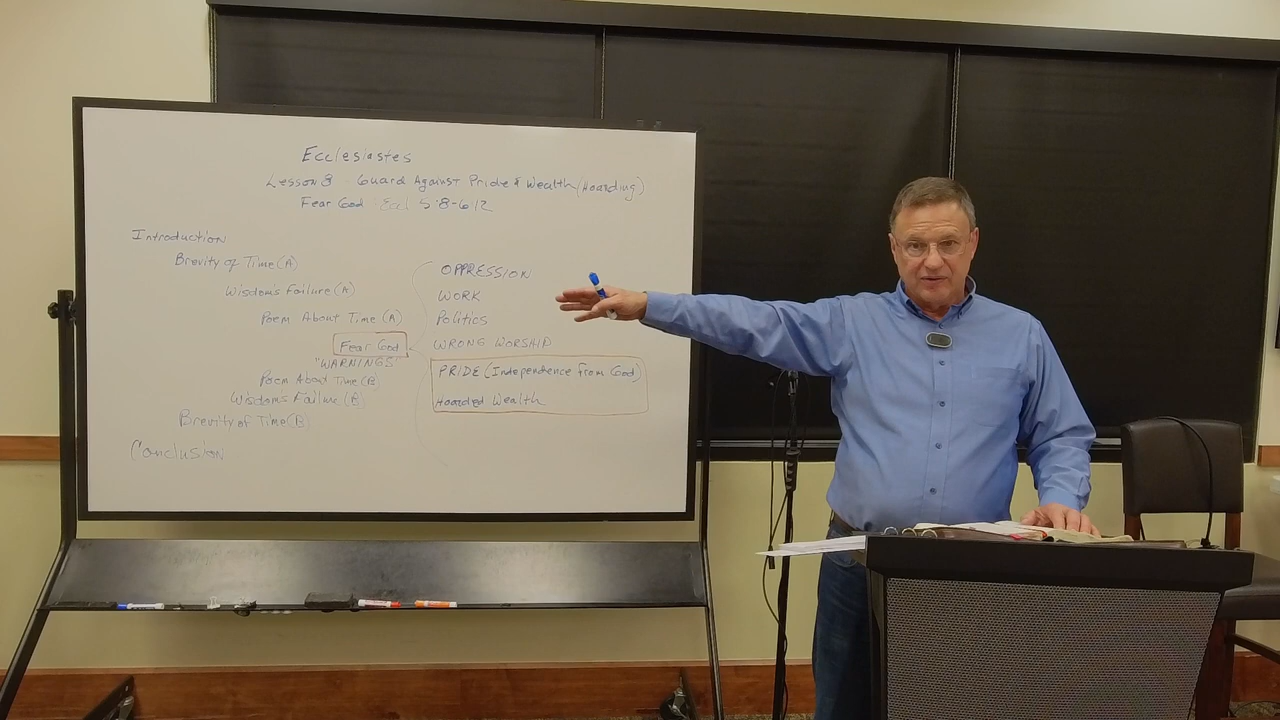 Ecclesiastes
Lesson 8 Guard Against Pride & Wealth (Hoarding)
Fear God Eccl 5:8-6:12
Introduction
Brevity of Time (A)
Wisdom's Failure (A)
Poem About Time (A)
Fear God
"WARNINGS"
Poem About Time (B)
Wisdom's Failure (B)
Brevity of Time (B)
Conclusion
OPPRESSION
WORK
Politics
WRONG WORSHIP
PRIDE (Independence from God)
Hoarded Wealth